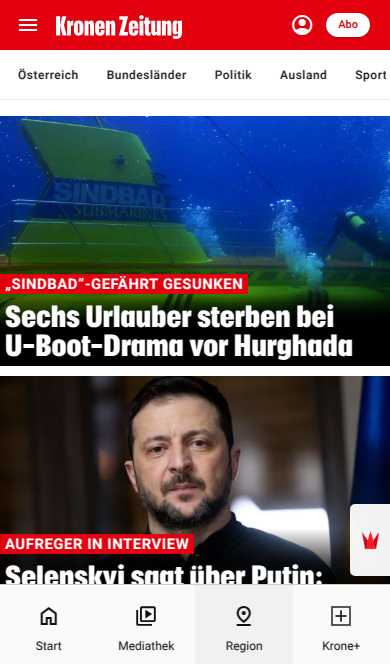 Kronen Zeitung
Abo
Österreich
Bundesländer
Politik
Ausland
Sport
SINDBAD
SUBMARINES
„SINDBAD“-GEFÄHRT GESUNKEN
Sechs Urlauber sterben bei
U-Boot-Drama vor Hurghada
AUFREGER IN INTERVIEW
Selenskyj sagt über Putin:
Start
Mediathek
Region
Krone+